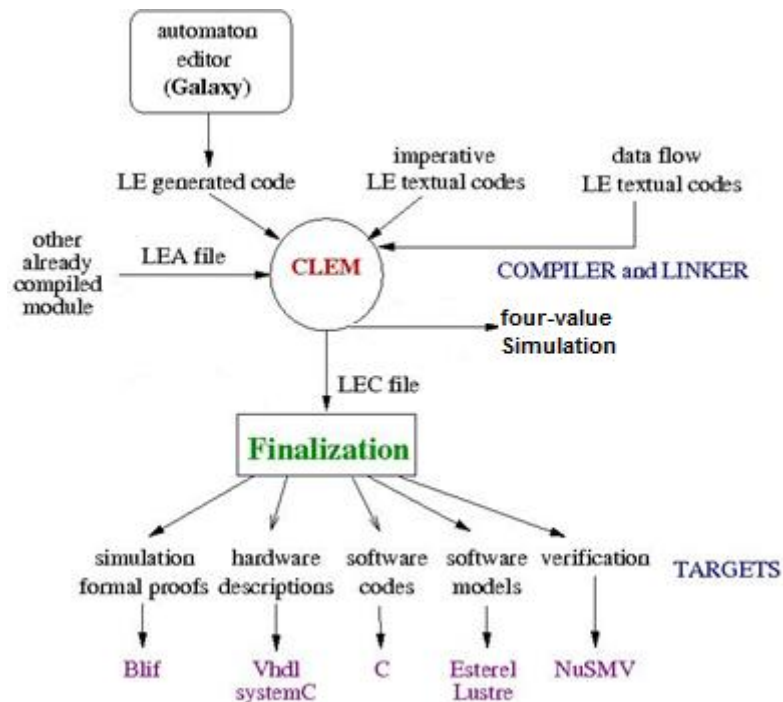 automaton
editor
(Galaxy)
LE generated code
imperative
LE textual codes
data flow
LE textual codes
other
already
compiled
module
LEA file
CLEM
COMPILER and LINKER
four-value
Simulation
LEC file
Finalization
simulation
formal proofs
hardware
descriptions
software
codes
software
models
verification
TARGETS
Blif
Vhdl
systemC
C
Esterel
Lustre
NuSMV